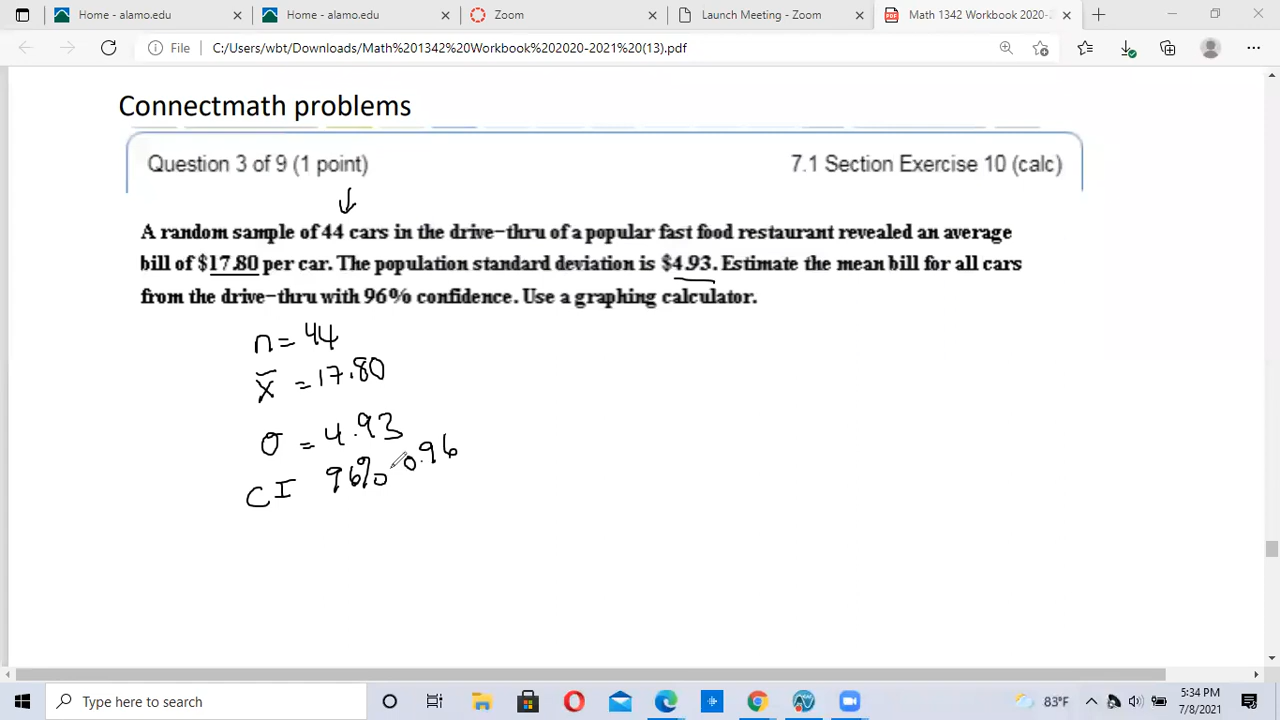 Home - alamo.edu
Home - alamo.edu
Zoom
Launch Meeting - Zoom
Math 1342 Workbook 2020-2
File C:/Users/wbt/Downloads/Math%201342%20Workbook%202020-2021%20(13).pdf
Connectmath problems
Question 3 of 9 (1 point)
7.1 Section Exercise 10 (calc)
A random sample of 44 cars in the drive-thru of a popular fast food restaurant revealed an average
bill of $17.80 per car. The population standard deviation is $4.93. Estimate the mean bill for all cars
from the drive-thru with 96% confidence. Use a graphing calculator.
n = 44
x̄ = 17.80
σ = 4.93
CI 96% 0.96
Type here to search
83°F
5:34 PM
7/8/2021